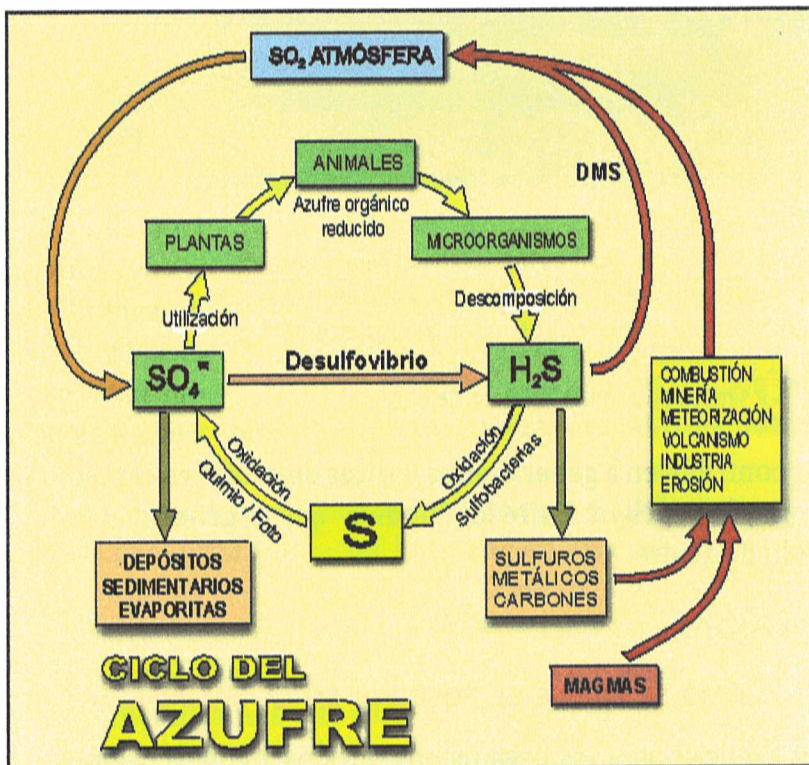 SO₂ ATMÓSFERA
ANIMALES
DMS
Azufre orgánico
reducido
PLANTAS
MICROORGANISMOS
Utilización
Descomposición
SO₄⁼
Desulfovibrio
H₂S
COMBUSTIÓN
MINERÍA
METEORIZACIÓN
VOLCANISMO
INDUSTRIA
EROSIÓN
Oxidación
Quimio / Foto
S
Oxidación
Sulfobacterias
DEPÓSITOS
SEDIMENTARIOS
EVAPORITAS
SULFUROS
METÁLICOS
CARBONES
MAGMAS
CICLO DEL
AZUFRE